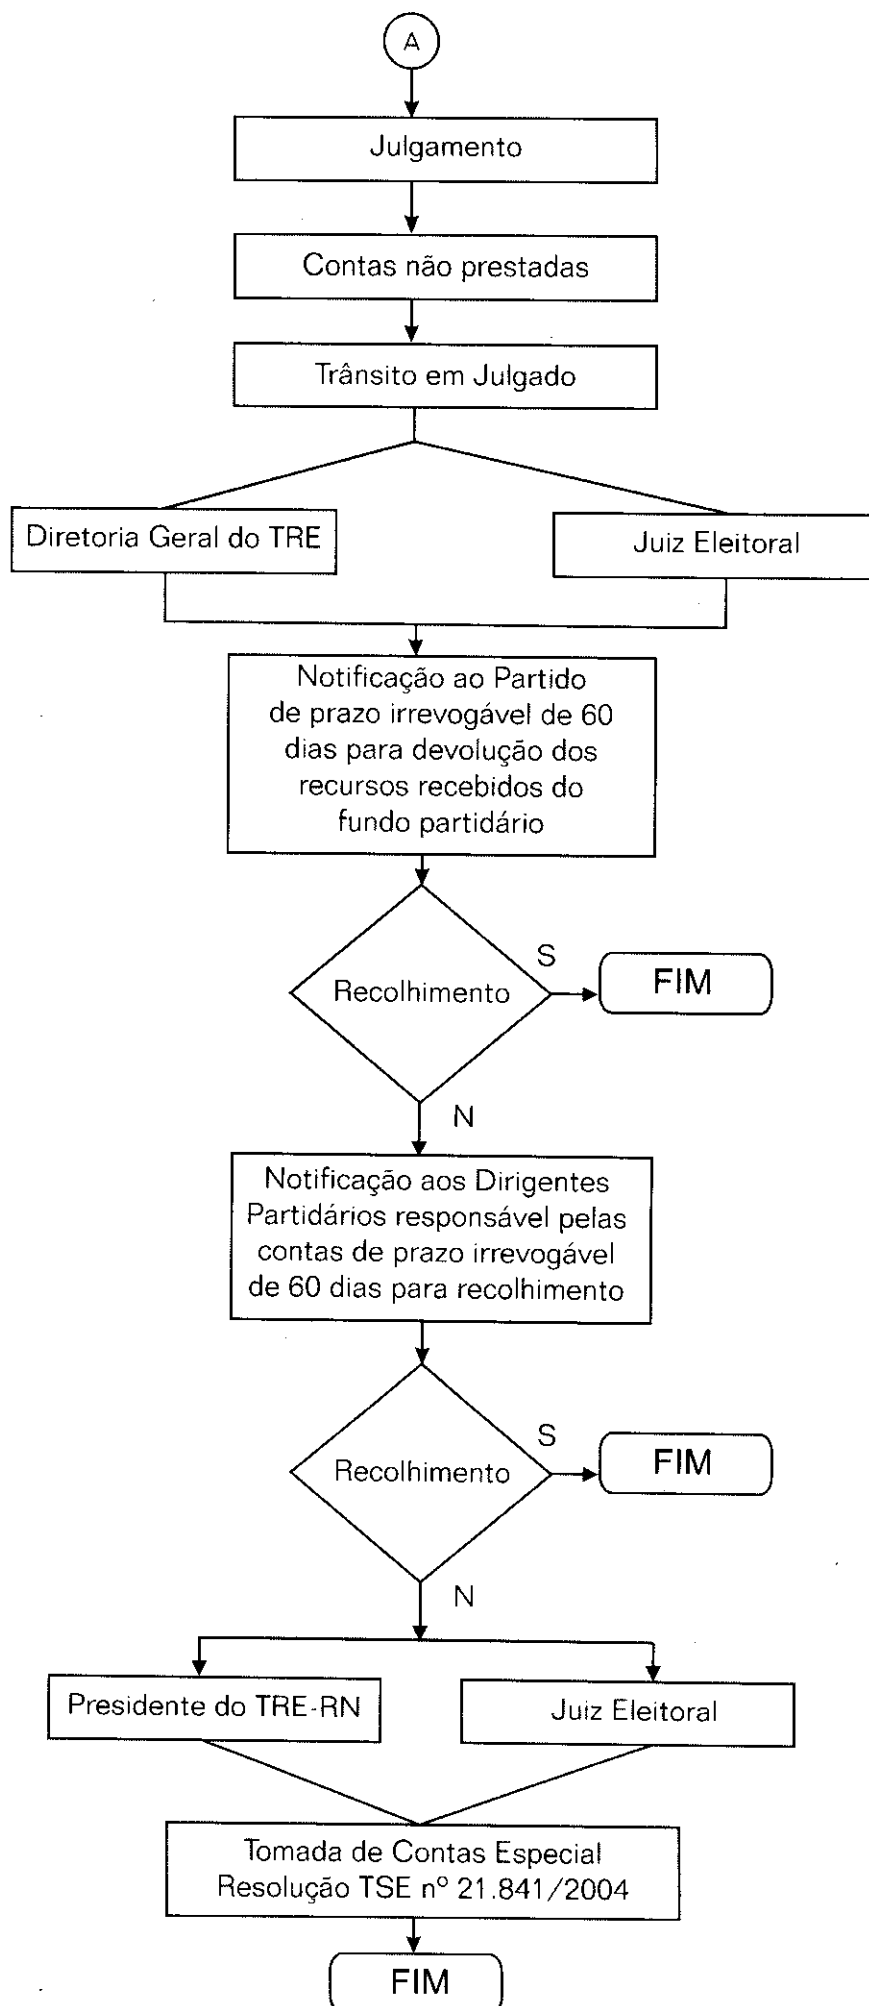 A
Julgamento
Contas não prestadas
Trânsito em Julgado
Diretoria Geral do TRE
Juiz Eleitoral
Notificação ao Partido
de prazo irrevogável de 60
dias para devolução dos
recursos recebidos do
fundo partidário
Recolhimento
S
FIM
N
Notificação aos Dirigentes
Partidários responsável pelas
contas de prazo irrevogável
de 60 dias para recolhimento
Recolhimento
S
FIM
N
Presidente do TRE-RN
Juiz Eleitoral
Tomada de Contas Especial
Resolução TSE nº 21.841/2004
FIM